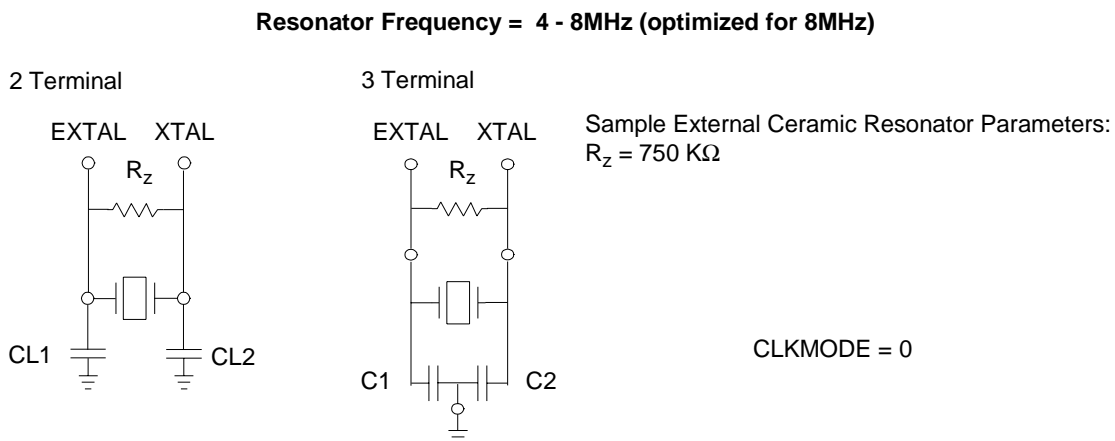 Resonator Frequency = 4 - 8MHz (optimized for 8MHz)
2 Terminal
3 Terminal
EXTAL XTAL
EXTAL XTAL
Sample External Ceramic Resonator Parameters:
Rz = 750 KΩ
Rz
Rz
CL1
CL2
C1
C2
CLKMODE = 0